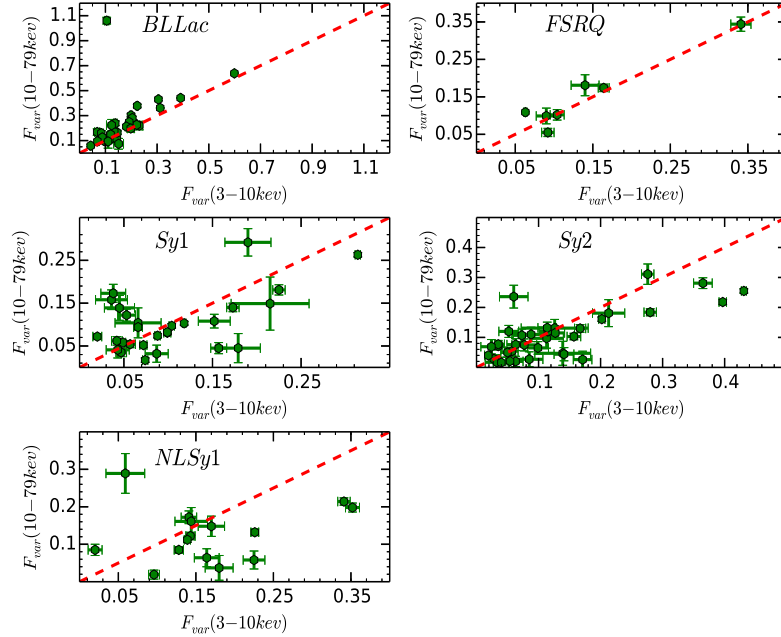 BLLac
1.1
0.9
0.7
0.5
0.3
0.1
F_var(10−79kev)
0.1 0.3 0.5 0.7 0.9 1.1
F_var(3−10kev)
FSRQ
0.35
0.25
0.15
0.05
F_var(10−79kev)
0.05 0.15 0.25 0.35
F_var(3−10kev)
Sy1
0.25
0.15
0.05
F_var(10−79kev)
0.05 0.15 0.25
F_var(3−10kev)
Sy2
0.4
0.3
0.2
0.1
F_var(10−79kev)
0.1 0.2 0.3 0.4 0.5
F_var(3−10kev)
NLSy1
0.3
0.2
0.1
F_var(10−79kev)
0.05 0.15 0.25 0.35
F_var(3−10kev)